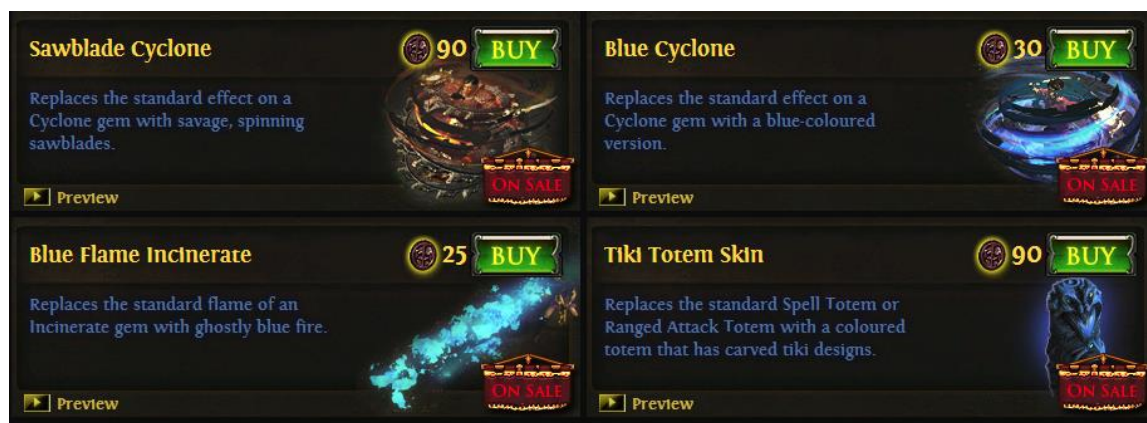 Sawblade Cyclone 90 BUY
Replaces the standard effect on a
Cyclone gem with savage, spinning
sawblades.
ON SALE
Preview
Blue Cyclone 30 BUY
Replaces the standard effect on a
Cyclone gem with a blue-coloured
version.
ON SALE
Preview
Blue Flame Incinerate 25 BUY
Replaces the standard flame of an
Incinerate gem with ghostly blue fire.
ON SALE
Preview
Tiki Totem Skin 90 BUY
Replaces the standard Spell Totem or
Ranged Attack Totem with a coloured
totem that has carved tiki designs.
ON SALE
Preview